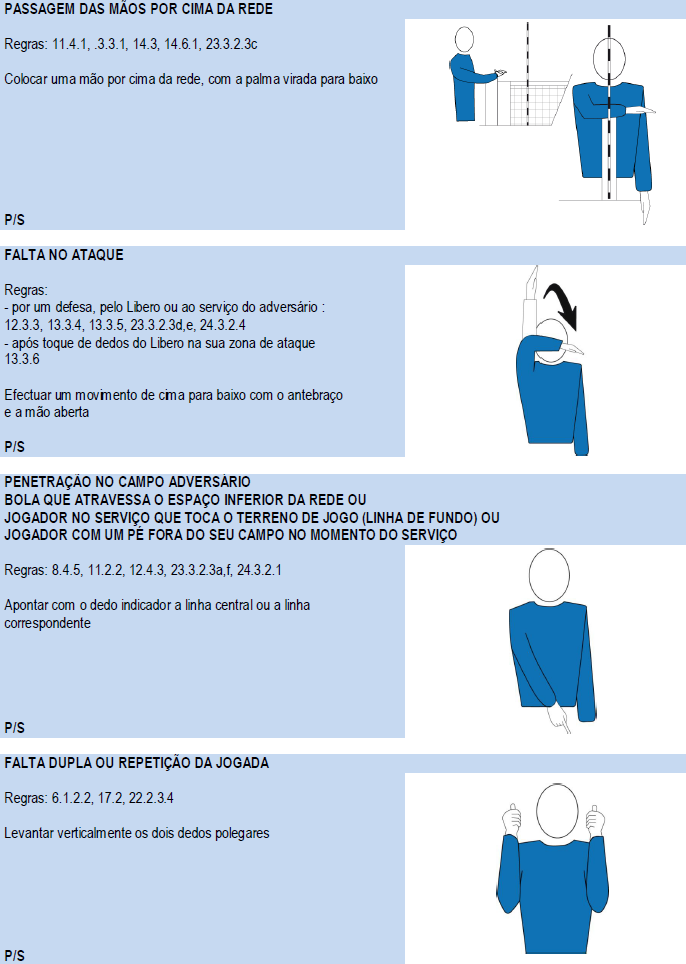 PASSAGEM DAS MÃOS POR CIMA DA REDE
Regras: 11.4.1, .3.3.1, 14.3, 14.6.1, 23.3.2.3c
Colocar uma mão por cima da rede, com a palma virada para baixo
P/S
FALTA NO ATAQUE
Regras:
- por um defesa, pelo Libero ou ao serviço do adversário :
12.3.3, 13.3.4, 13.3.5, 23.3.2.3d,e, 24.3.2.4
- após toque de dedos do Libero na sua zona de ataque
13.3.6
Efectuar um movimento de cima para baixo com o antebraço
e a mão aberta
P/S
PENETRAÇÃO NO CAMPO ADVERSÁRIO
BOLA QUE ATRAVESSA O ESPAÇO INFERIOR DA REDE OU
JOGADOR NO SERVIÇO QUE TOCA O TERRENO DE JOGO (LINHA DE FUNDO) OU
JOGADOR COM UM PÉ FORA DO SEU CAMPO NO MOMENTO DO SERVIÇO
Regras: 8.4.5, 11.2.2, 12.4.3, 23.3.2.3a,f, 24.3.2.1
Apontar com o dedo indicador a linha central ou a linha
correspondente
P/S
FALTA DUPLA OU REPETIÇÃO DA JOGADA
Regras: 6.1.2.2, 17.2, 22.2.3.4
Levantar verticalmente os dois dedos polegares
P/S